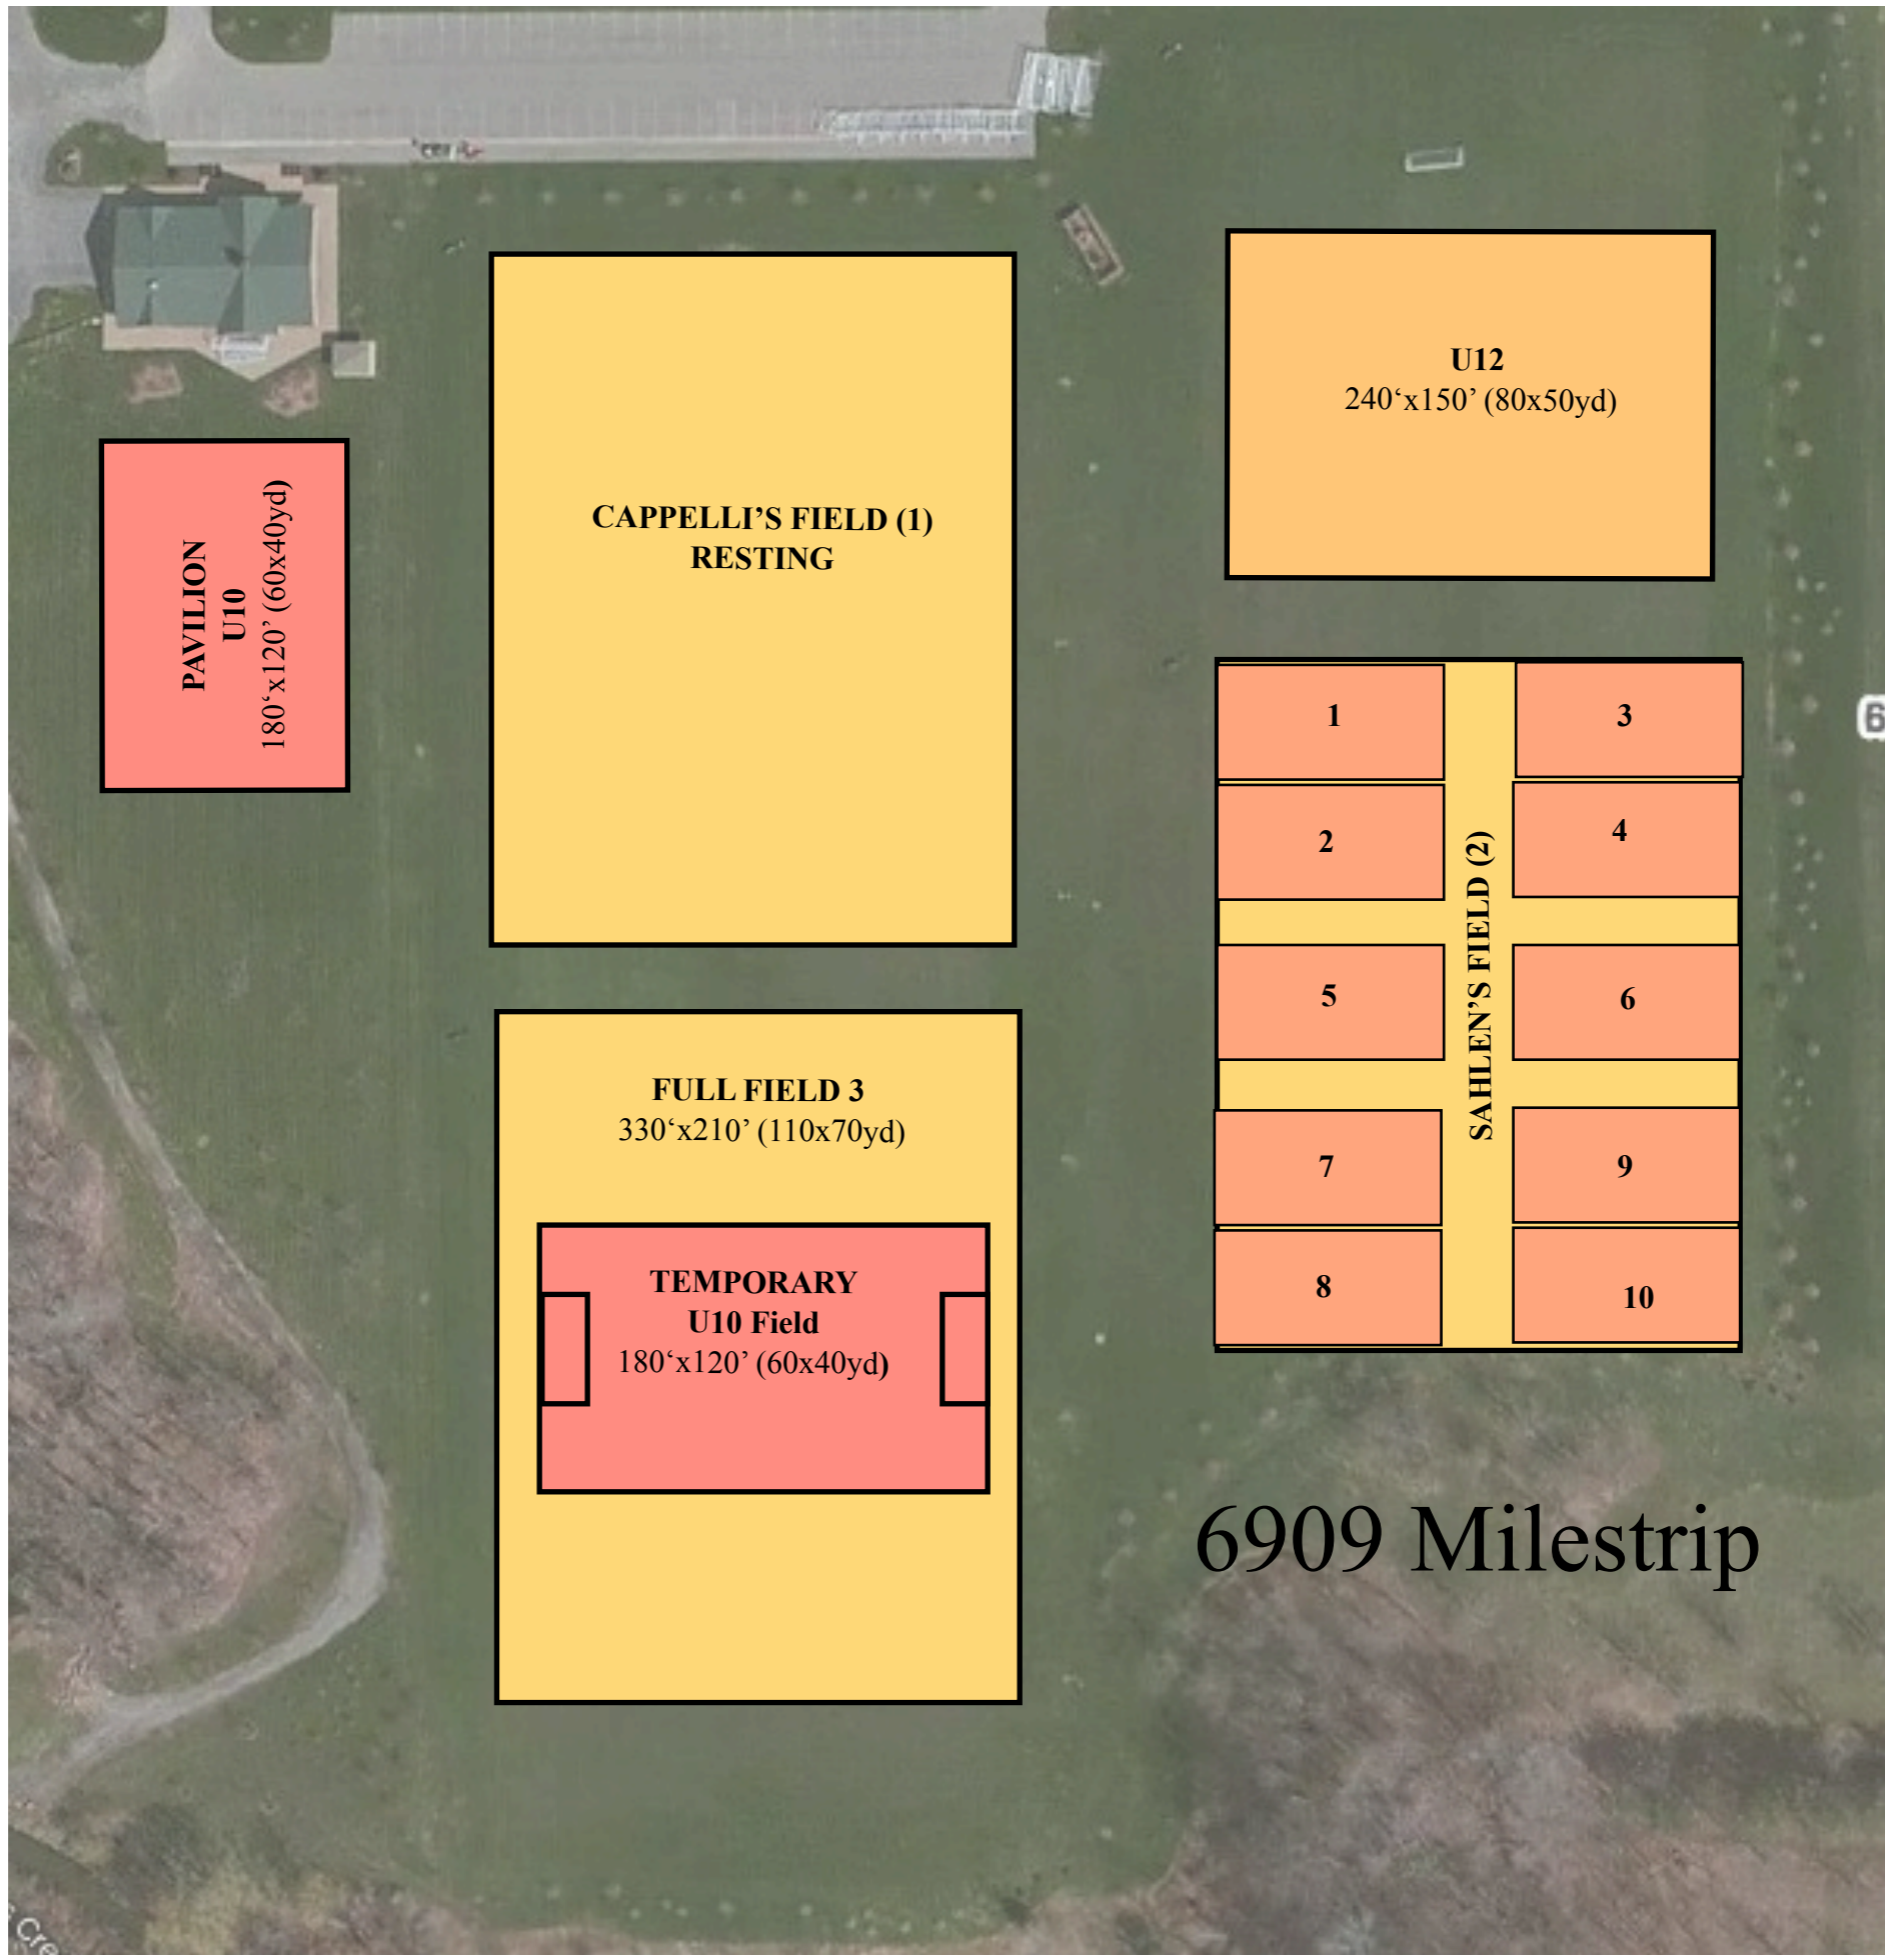 CAPPELLI’S FIELD (1)
RESTING
U12
240‘x150’ (80x50yd)
PAVILION
U10
180‘x120’ (60x40yd)
1
3
2
4
SAHLEN’S FIELD (2)
5
6
7
9
8
10
6
FULL FIELD 3
330‘x210’ (110x70yd)
TEMPORARY
U10 Field
180‘x120’ (60x40yd)
6909 Milestrip